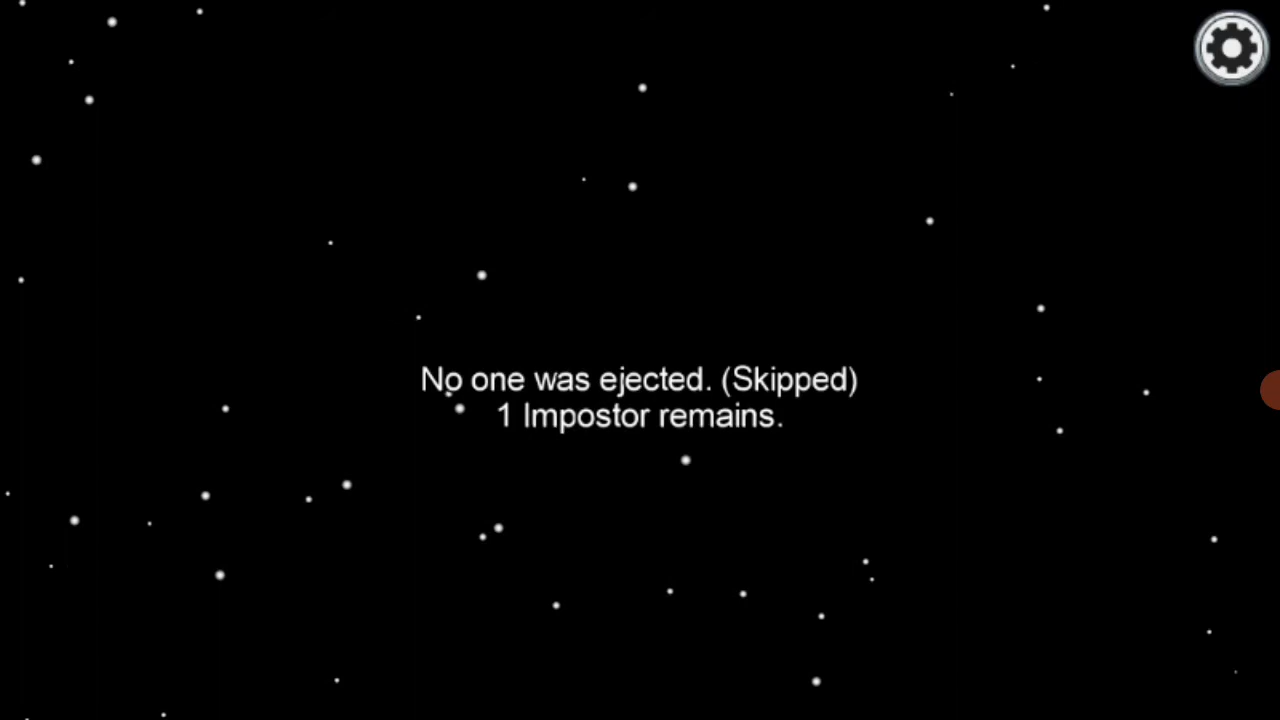 No one was ejected. (Skipped)
1 Impostor remains.